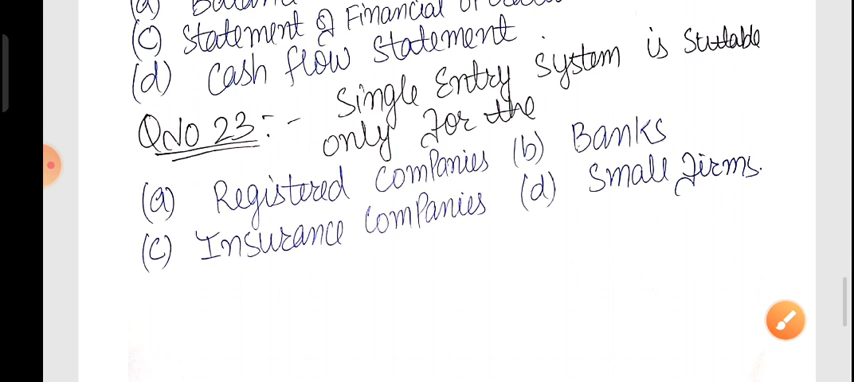 (a)
(c) Statement of Financial
(d) Cash flow statement
QNO 23:- Single Entry System is Suitable
only for the
(a) Registered Companies (b) Banks
(c) Insurance Companies (d) Small firms.